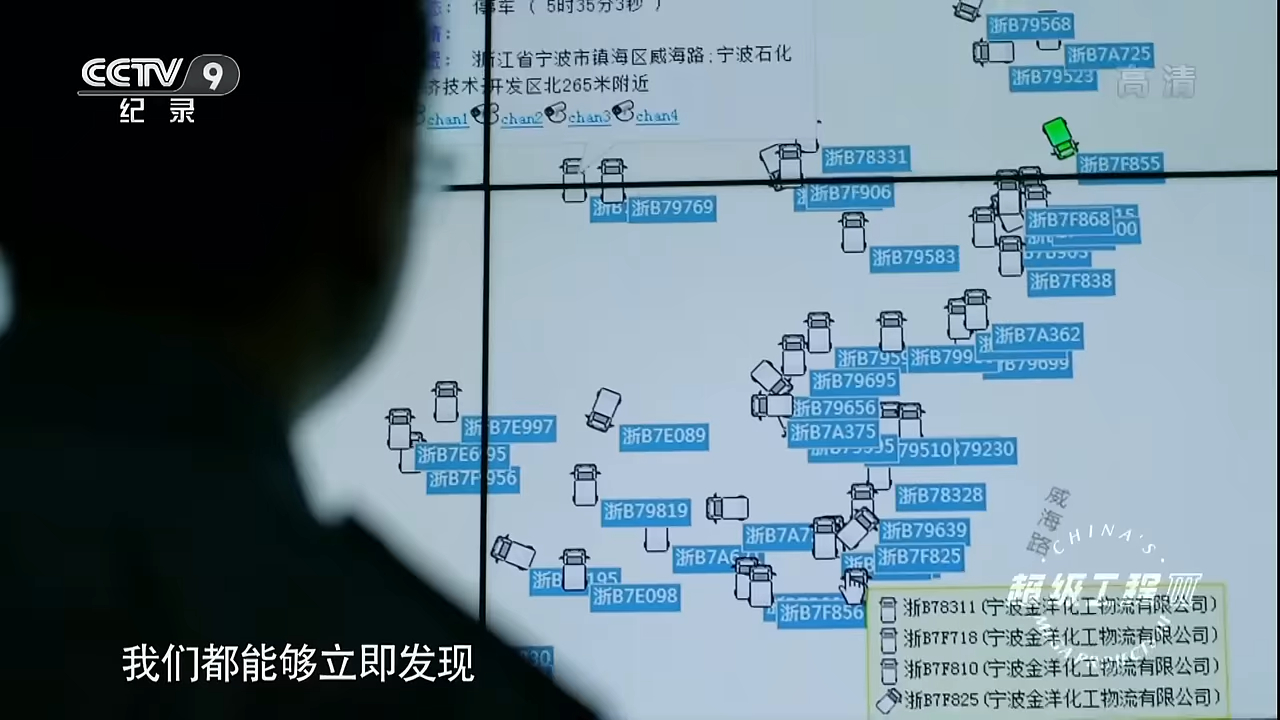 停车（ 5时35分3秒 ）
浙江省宁波市镇海区威海路;宁波石化
济技术开发区北265米附近
chan1 chan2 chan3 chan4
CCTV 9
纪录
高清
浙B79568
浙B7A725
浙B79523
浙B78331
浙B7F855
浙B7F906
浙B79769
浙B7F868
浙B79583
浙B7F838
浙B7A362
浙B79699
浙B79695
浙B79656
浙B7A375
浙B7E997
浙B7E089
79510
79230
浙B7E695
浙B7F956
浙B78328
浙B79819
浙B79639
浙B7F825
浙B7E098
浙B7F856
威海路
CHINA'S
超级工程III
MEGAPROJECTS
浙B78311(宁波金洋化工物流有限公司)
浙B7F718(宁波金洋化工物流有限公司)
浙B7F810(宁波金洋化工物流有限公司)
浙B7F825(宁波金洋化工物流有限公司)
我们都能够立即发现